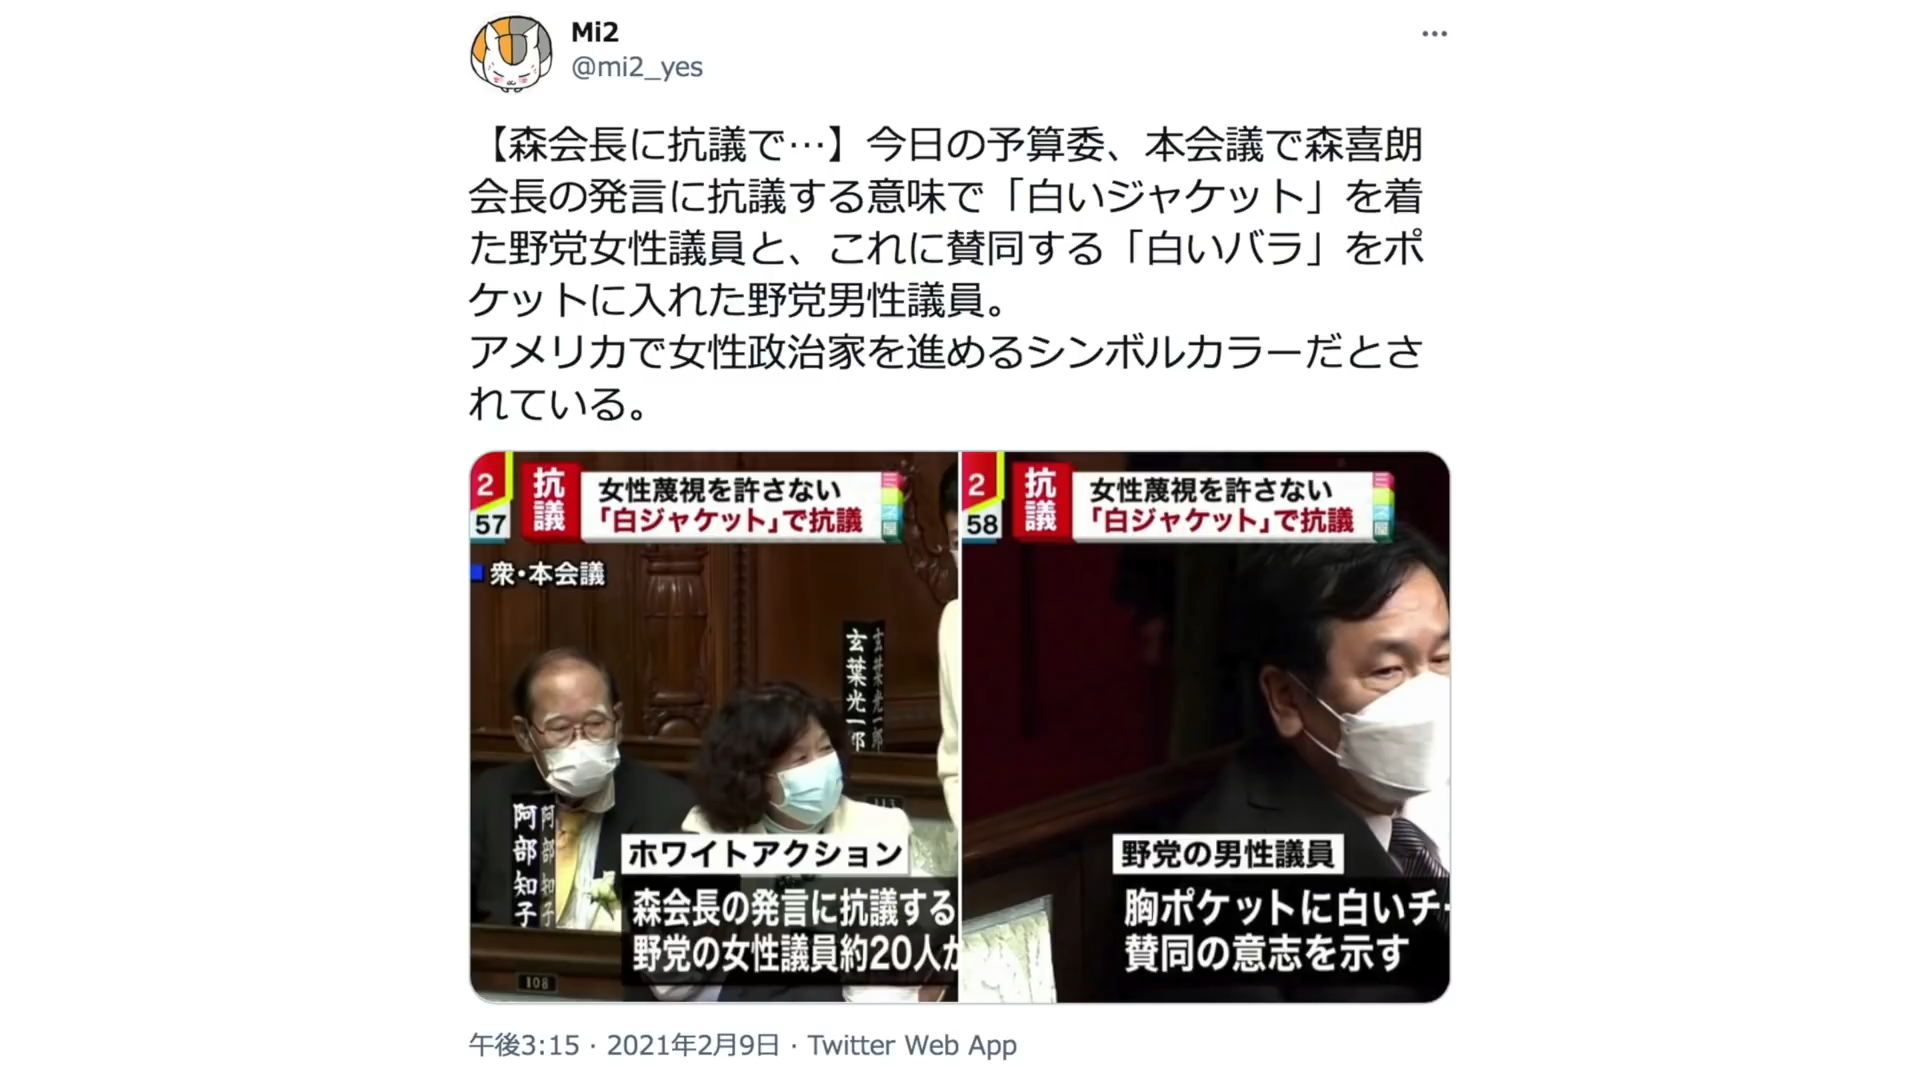 Mi2
@mi2_yes
【森会長に抗議で…】今日の予算委、本会議で森喜朗
会長の発言に抗議する意味で「白いジャケット」を着
た野党女性議員と、これに賛同する「白いバラ」をポ
ケットに入れた野党男性議員。
アメリカで女性政治家を進めるシンボルカラーだとさ
れている。
2
57
抗議
女性蔑視を許さない
「白ジャケット」で抗議
衆・本会議
玄葉光一郎
玄葉光一郎
阿部知子
阿部知子
113
108
ホワイトアクション
森会長の発言に抗議する
野党の女性議員約20人が
2
58
抗議
女性蔑視を許さない
「白ジャケット」で抗議
野党の男性議員
胸ポケットに白いチ
賛同の意志を示す
午後3:15 · 2021年2月9日 · Twitter Web App